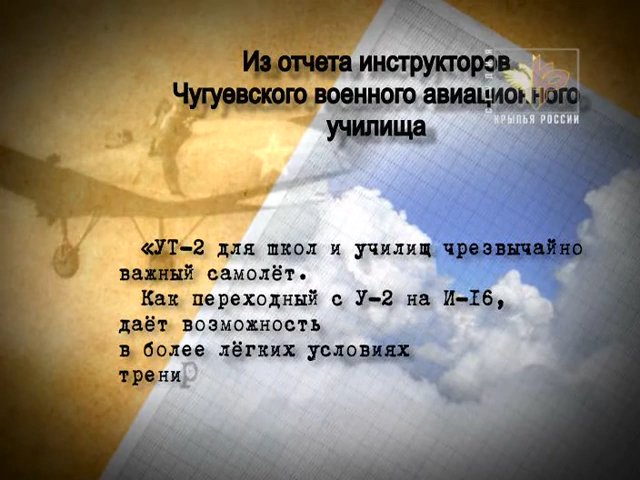 Из отчета инструкторов
Чугуевского военного авиационного
училища
КРЫЛЬЯ РОССИИ
«УТ-2 для школ и училищ чрезвычайно
важный самолёт.
Как переходный с У-2 на И-16,
даёт возможность
в более лёгких условиях
тренир